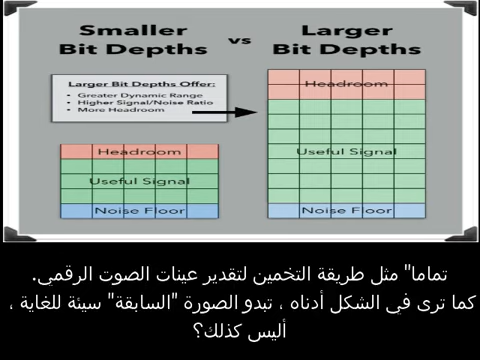 Smaller
Bit Depths
vs
Larger
Bit Depths
Larger Bit Depths Offer:
• Greater Dynamic Range
• Higher Signal/Noise Ratio
• More Headroom
Headroom
Useful Signal
Noise Floor
Headroom
Useful Signal
Noise Floor
تماما" مثل طريقة التخمين لتقدير عينات الصوت الرقمي.
كما ترى في الشكل أدناه ، تبدو الصورة "السابقة" سيئة للغاية ،
أليس كذلك؟